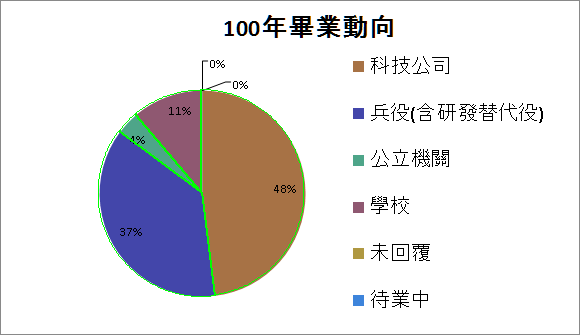 100年畢業動向
0%
0%
11%
4%
48%
37%
科技公司
兵役(含研發替代役)
公立機關
學校
未回覆
待業中